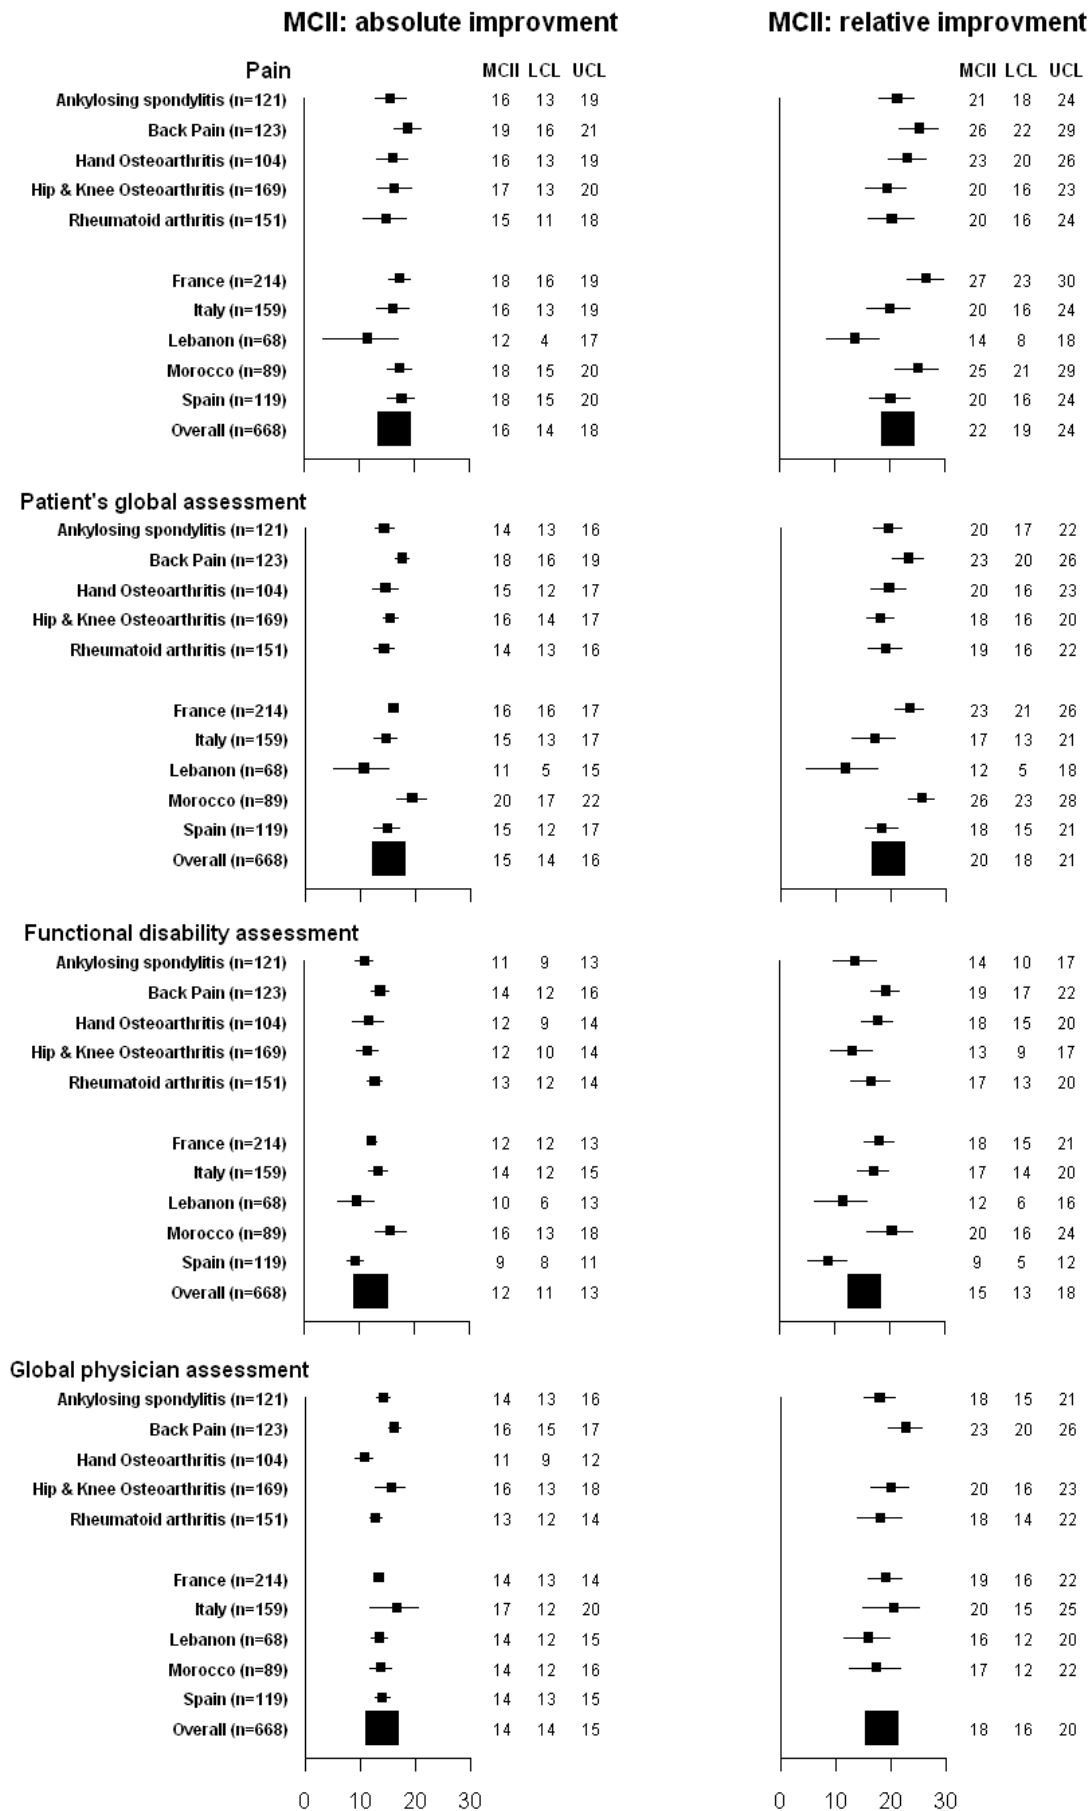 MCII: absolute improvment MCII: relative improvment
Pain MCII LCL UCL MCII LCL UCL
Ankylosing spondylitis (n=121) 16 13 19 21 18 24
Back Pain (n=123) 19 16 21 26 22 29
Hand Osteoarthritis (n=104) 16 13 19 23 20 26
Hip & Knee Osteoarthritis (n=169) 17 13 20 20 16 23
Rheumatoid arthritis (n=151) 15 11 18 20 16 24
France (n=214) 18 16 19 27 23 30
Italy (n=159) 16 13 19 20 16 24
Lebanon (n=68) 12 4 17 14 8 18
Morocco (n=89) 18 15 20 25 21 29
Spain (n=119) 18 15 20 20 16 24
Overall (n=668) 16 14 18 22 19 24
Patient's global assessment
Ankylosing spondylitis (n=121) 14 13 16 20 17 22
Back Pain (n=123) 18 16 19 23 20 26
Hand Osteoarthritis (n=104) 15 12 17 20 16 23
Hip & Knee Osteoarthritis (n=169) 16 14 17 18 16 20
Rheumatoid arthritis (n=151) 14 13 16 19 16 22
France (n=214) 16 16 17 23 21 26
Italy (n=159) 15 13 17 17 13 21
Lebanon (n=68) 11 5 15 12 5 18
Morocco (n=89) 20 17 22 26 23 28
Spain (n=119) 15 12 17 18 15 21
Overall (n=668) 15 14 16 20 18 21
Functional disability assessment
Ankylosing spondylitis (n=121) 11 9 13 14 10 17
Back Pain (n=123) 14 12 16 19 17 22
Hand Osteoarthritis (n=104) 12 9 14 18 15 20
Hip & Knee Osteoarthritis (n=169) 12 10 14 13 9 17
Rheumatoid arthritis (n=151) 13 12 14 17 13 20
France (n=214) 12 12 13 18 15 21
Italy (n=159) 14 12 15 17 14 20
Lebanon (n=68) 10 6 13 12 6 16
Morocco (n=89) 16 13 18 20 16 24
Spain (n=119) 9 8 11 9 5 12
Overall (n=668) 12 11 13 15 13 18
Global physician assessment
Ankylosing spondylitis (n=121) 14 13 16 18 15 21
Back Pain (n=123) 16 15 17 23 20 26
Hand Osteoarthritis (n=104) 11 9 12
Hip & Knee Osteoarthritis (n=169) 16 13 18 20 16 23
Rheumatoid arthritis (n=151) 13 12 14 18 14 22
France (n=214) 14 13 14 19 16 22
Italy (n=159) 17 12 20 20 15 25
Lebanon (n=68) 14 12 15 16 12 20
Morocco (n=89) 14 12 16 17 12 22
Spain (n=119) 14 13 15
Overall (n=668) 14 14 15 18 16 20
0 10 20 30 0 10 20 30